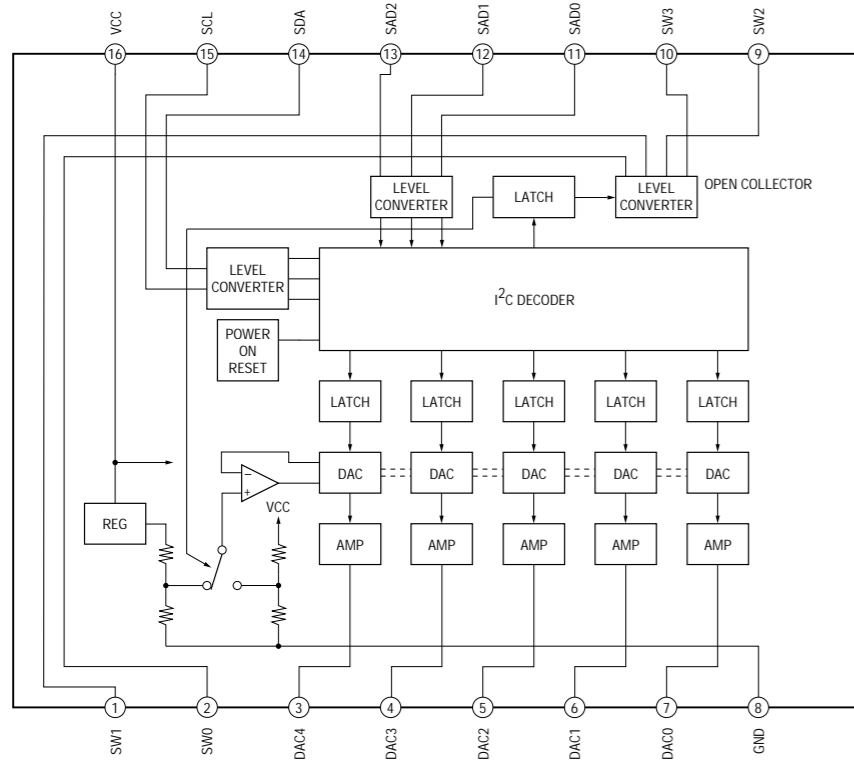 VCC
SCL
SDA
SAD2
SAD1
SAD0
SW3
SW2
16
15
14
13
12
11
10
9
LEVEL
CONVERTER
LATCH
LEVEL
CONVERTER
OPEN COLLECTOR
LEVEL
CONVERTER
I²C DECODER
POWER
ON
RESET
LATCH
LATCH
LATCH
LATCH
LATCH
−
+
DAC
DAC
DAC
DAC
DAC
VCC
REG
AMP
AMP
AMP
AMP
AMP
1
2
3
4
5
6
7
8
SW1
SW0
DAC4
DAC3
DAC2
DAC1
DAC0
GND